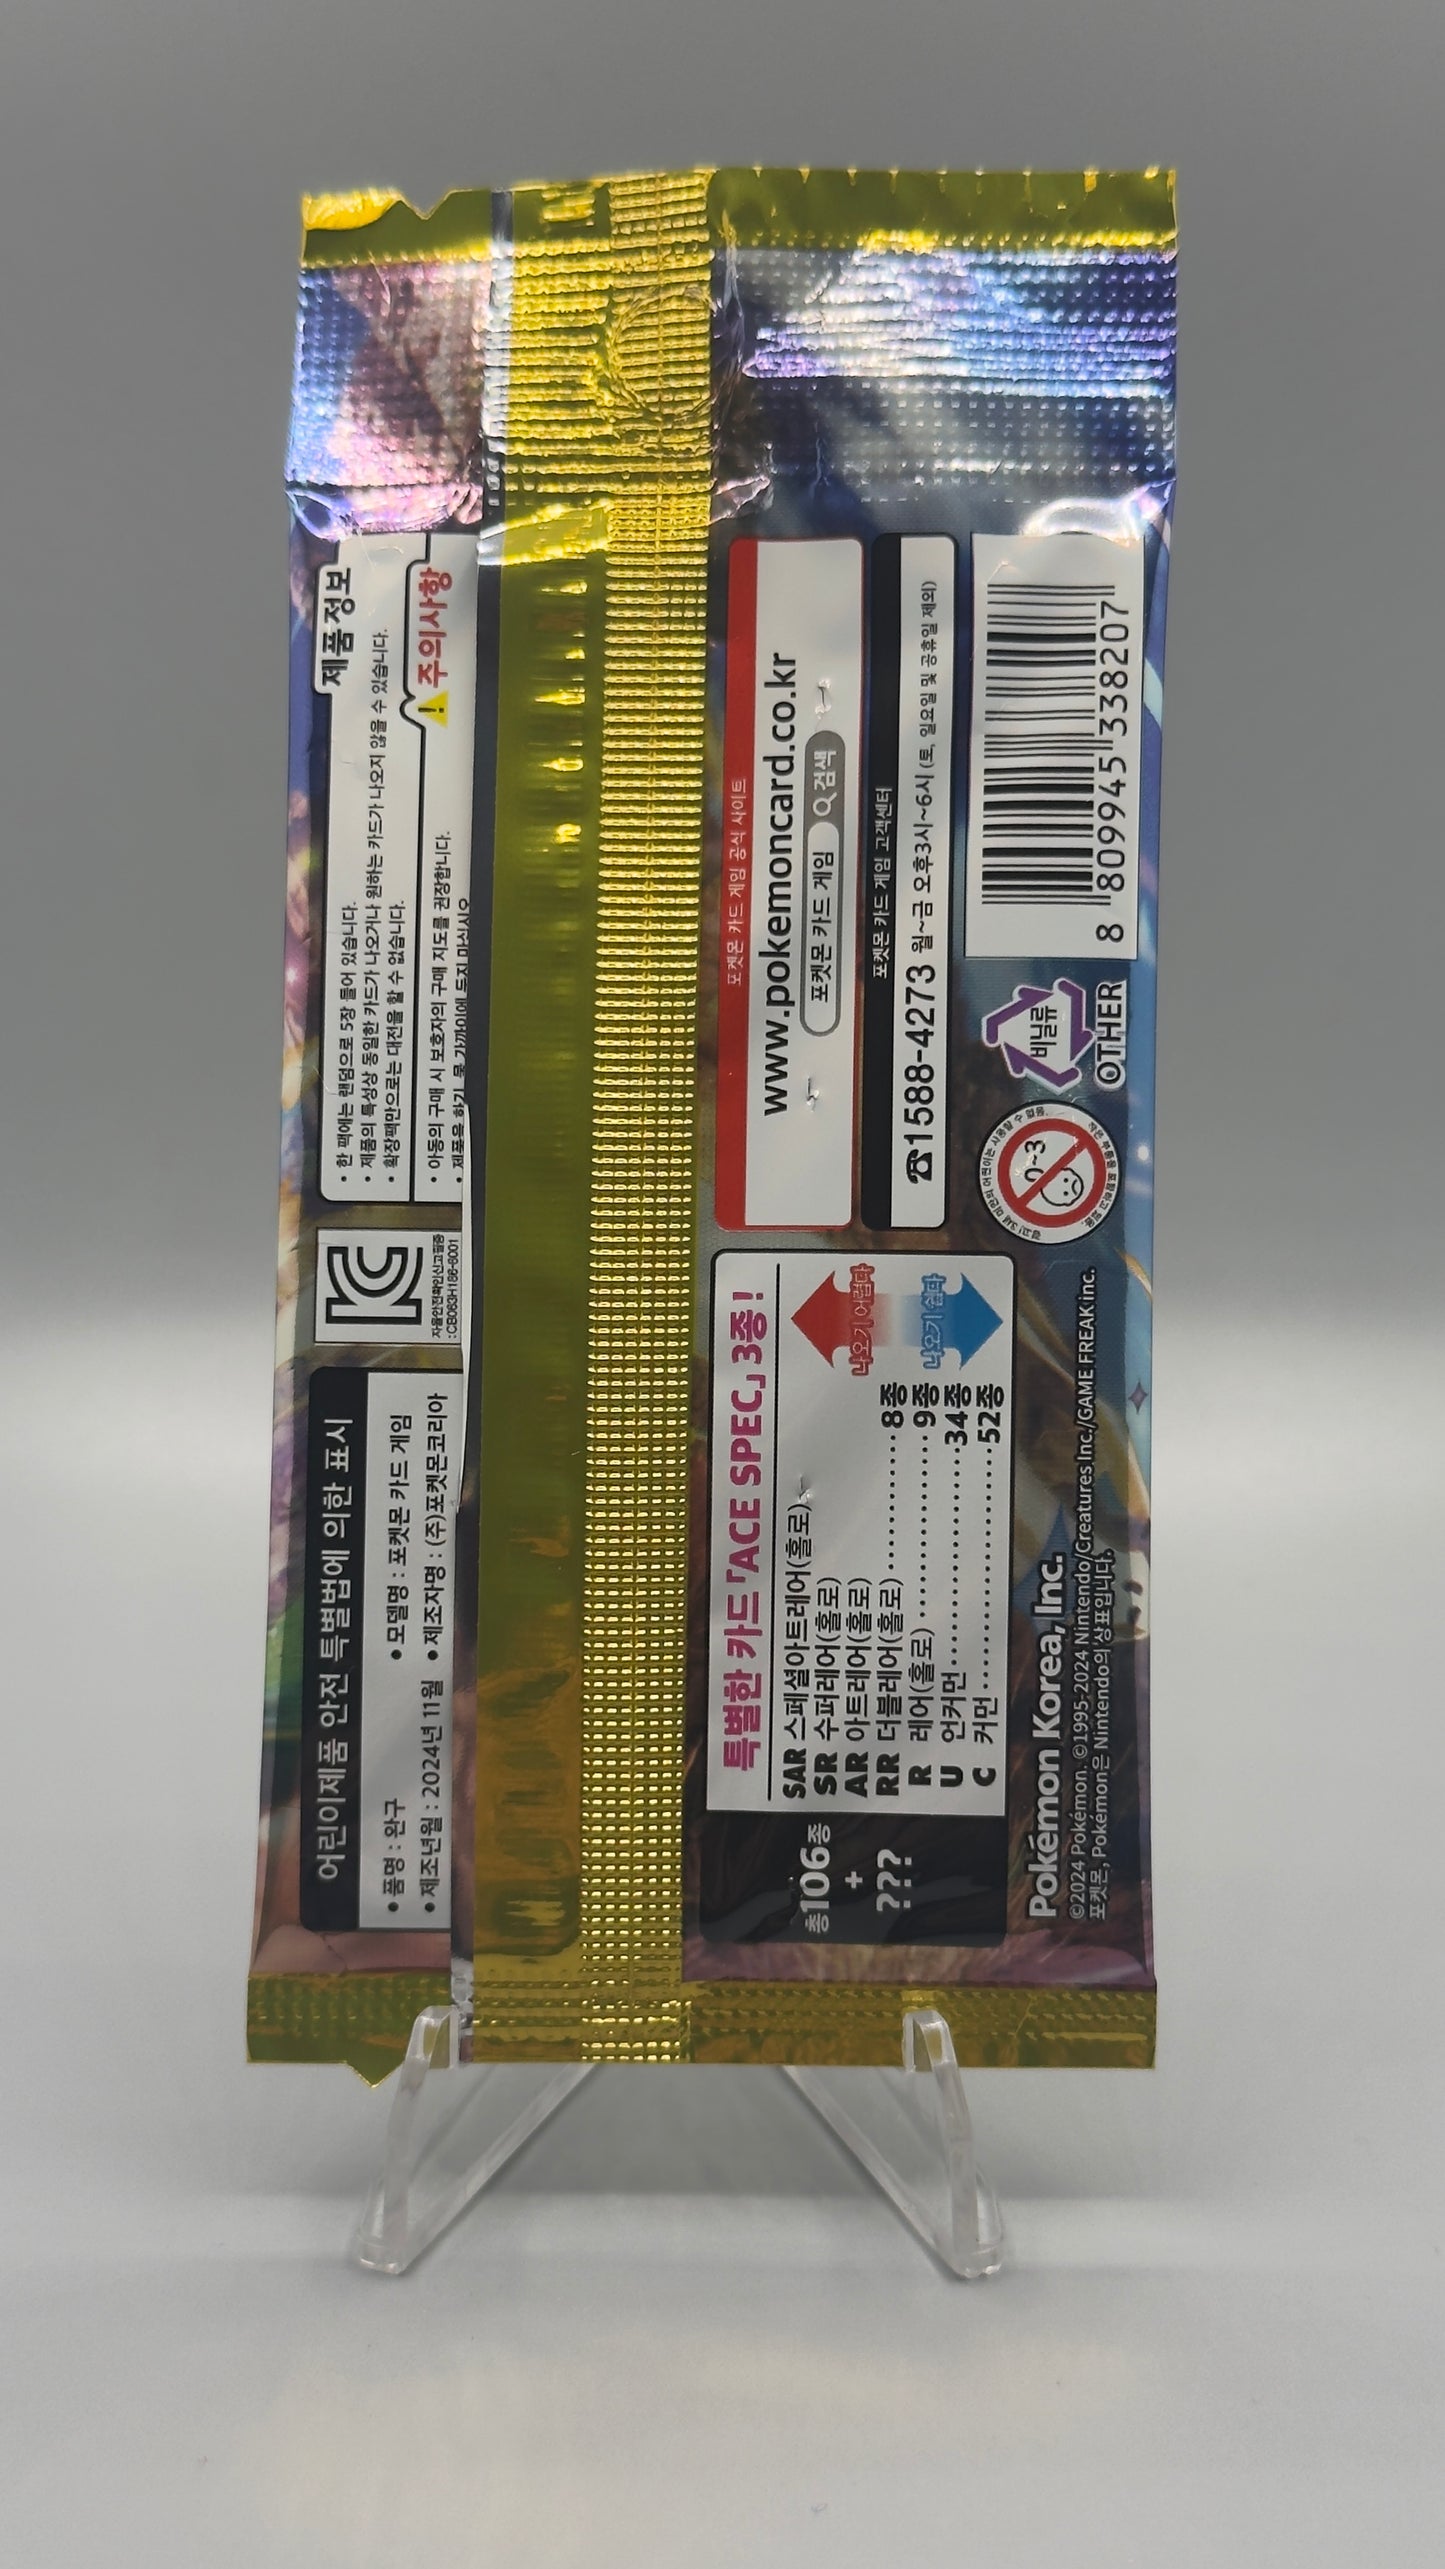 제품정보
• 한 팩에는 랜덤으로 5장 들어 있습니다.
• 제품의 특성상 동일한 카드가 나오거나 원하는 카드가 나오지 않을 수 있습니다.
• 확장팩만으로는 대전을 할 수 없습니다.
주의사항
• 아동의 구매 시 보호자의 구매 지도를 권장합니다.
KC
자율안전확인신고필증
:CB063H186-6001
어린이제품 안전 특별법에 의한 표시
•품명 : 완구 •모델명 : 포켓몬 카드 게임
•제조년월 : 2024년 11월 •제조자명 : (주)포켓몬코리아
포켓몬 카드 게임 공식 사이트
www.pokemoncard.co.kr
포켓몬 카드 게임 검색
포켓몬 카드 게임 고객센터
☎1588-4273 월~금 오후3시~6시 (토, 일요일 및 공휴일 제외)
8 809945 338207
비닐류
OTHER
0-3
특별한 카드 「ACE SPEC」 3종!
SAR 스페셜아트레어(홀로)
SR 수퍼레어(홀로)
AR 아트레어(홀로)
RR 더블레어(홀로) 8종
R 레어(홀로) 9종
U 언커먼 34종
C 커먼 52종
나오기 어렵다
나오기 쉽다
총106종
+
???
Pokémon Korea, Inc.
©2024 Pokémon. ©1995-2024 Nintendo/Creatures Inc./GAME FREAK inc.
포켓몬, Pokémon은 Nintendo의 상표입니다.